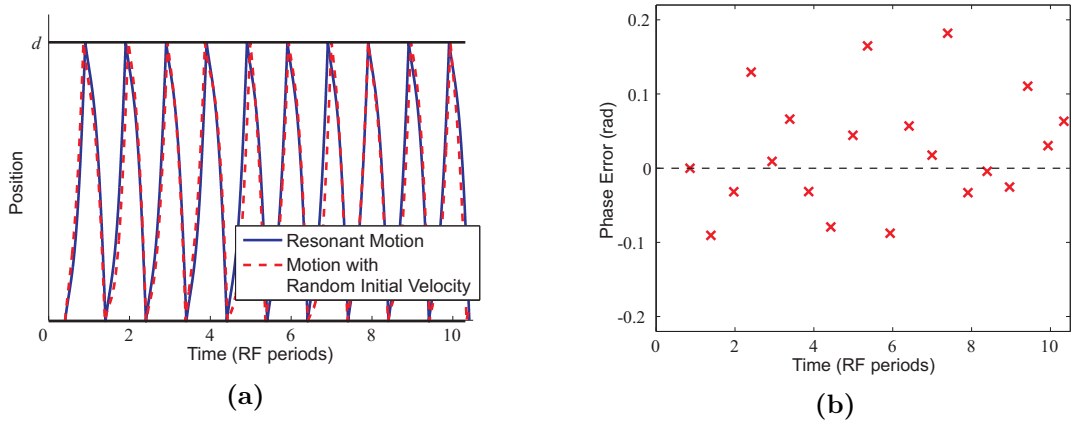 d
Position
Resonant Motion
Motion with
Random Initial Velocity
0 2 4 6 8 10
Time (RF periods)
(a)
0.2
0.1
0
-0.1
-0.2
Phase Error (rad)
0 2 4 6 8 10
Time (RF periods)
(b)